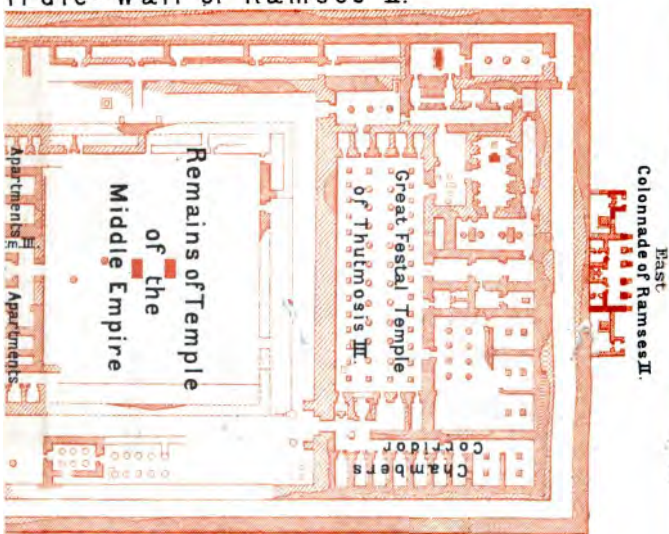 Wall of Ramses II.
East
Colonnade of Ramses II.
Great Festal Temple
of Thutmosis III.
Remains of Temple
of the
Middle Empire
Apartments
III.
Apartments
Corridor
Chambers